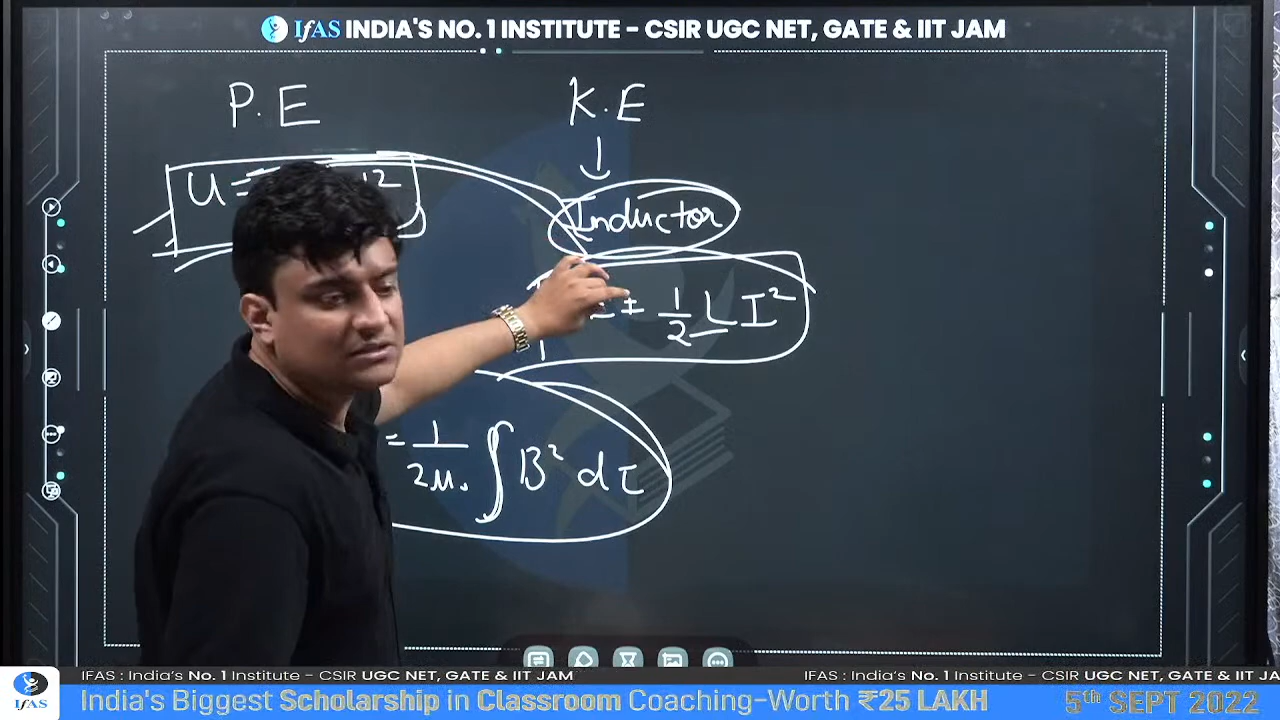 IfAS INDIA'S NO. 1 INSTITUTE - CSIR UGC NET, GATE & IIT JAM
P.E K.E
U =
Inductor
= 1/2 L I²
= 1/2μ₀ ∫ B² dτ
IFAS : India's No. 1 Institute - CSIR UGC NET, GATE & IIT JAM IFAS : India's No. 1 Institute - CSIR UGC NET, GATE & IIT JA
IFAS India's Biggest Scholarship in Classroom Coaching-Worth ₹25 LAKH 5th SEPT 2022